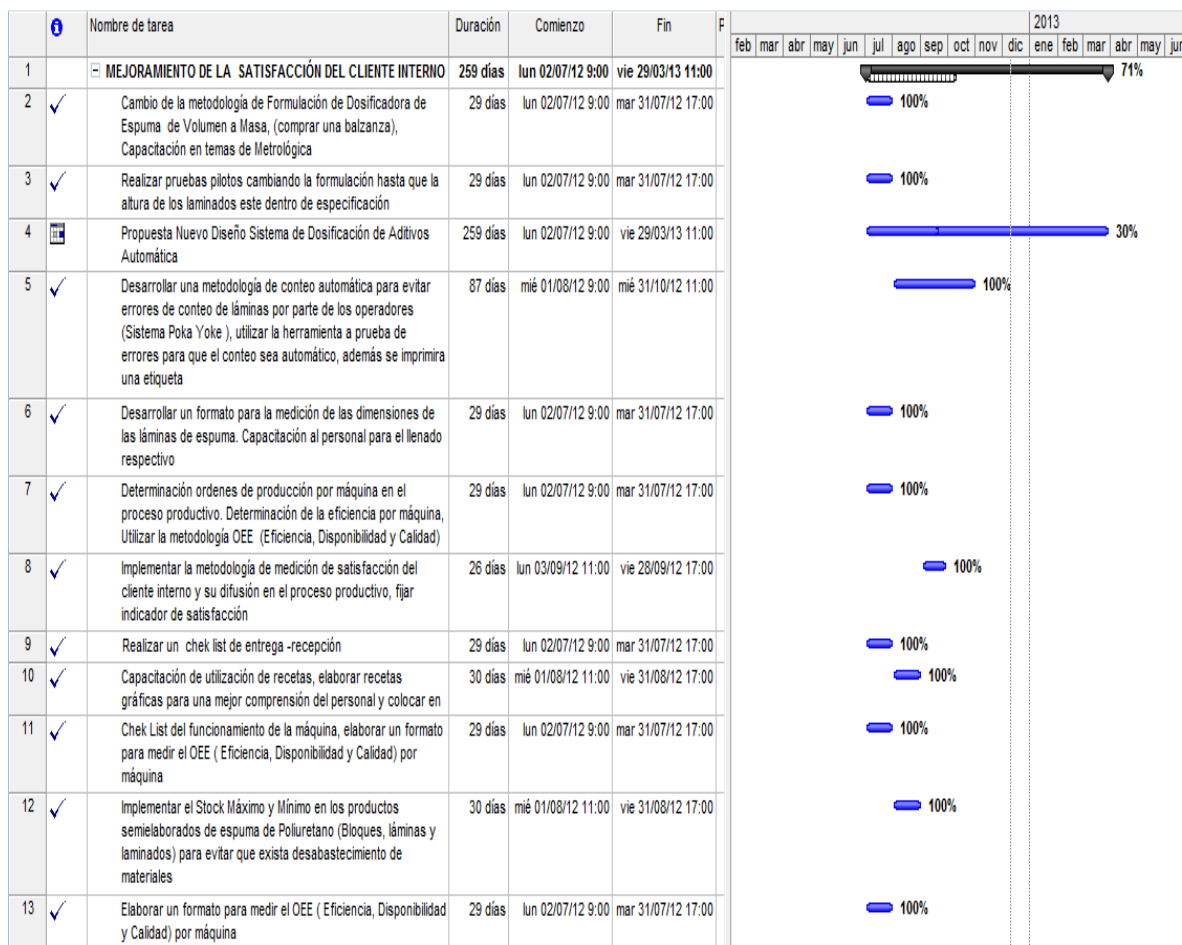 Nombre de tarea Duración Comienzo Fin P 2013
feb mar abr may jun jul ago sep oct nov dic ene feb mar abr may jun
1 MEJORAMIENTO DE LA SATISFACCIÓN DEL CLIENTE INTERNO 259 días lun 02/07/12 9:00 vie 29/03/13 11:00 71%
2 Cambio de la metodología de Formulación de Dosificadora de 29 días lun 02/07/12 9:00 mar 31/07/12 17:00 100%
Espuma de Volumen a Masa, (comprar una balzanza),
Capacitación en temas de Metrológica
3 Realizar pruebas pilotos cambiando la formulación hasta que la 29 días lun 02/07/12 9:00 mar 31/07/12 17:00 100%
altura de los laminados este dentro de especificación
4 Propuesta Nuevo Diseño Sistema de Dosificación de Aditivos 259 días lun 02/07/12 9:00 vie 29/03/13 11:00 30%
Automática
5 Desarrollar una metodología de conteo automática para evitar 87 días mié 01/08/12 9:00 mié 31/10/12 11:00 100%
errores de conteo de láminas por parte de los operadores
(Sistema Poka Yoke ), utilizar la herramienta a prueba de
errores para que el conteo sea automático, además se imprimira
una etiqueta
6 Desarrollar un formato para la medición de las dimensiones de 29 días lun 02/07/12 9:00 mar 31/07/12 17:00 100%
las láminas de espuma. Capacitación al personal para el llenado
respectivo
7 Determinación ordenes de producción por máquina en el 29 días lun 02/07/12 9:00 mar 31/07/12 17:00 100%
proceso productivo. Determinación de la eficiencia por máquina,
Utilizar la metodología OEE (Eficiencia, Disponibilidad y Calidad)
8 Implementar la metodología de medición de satisfacción del 26 días lun 03/09/12 11:00 vie 28/09/12 17:00 100%
cliente interno y su difusión en el proceso productivo, fijar
indicador de satisfacción
9 Realizar un chek list de entrega -recepción 29 días lun 02/07/12 9:00 mar 31/07/12 17:00 100%
10 Capacitación de utilización de recetas, elaborar recetas 30 días mié 01/08/12 11:00 vie 31/08/12 17:00 100%
gráficas para una mejor comprensión del personal y colocar en
11 Chek List del funcionamiento de la máquina, elaborar un formato 29 días lun 02/07/12 9:00 mar 31/07/12 17:00 100%
para medir el OEE ( Eficiencia, Disponibilidad y Calidad) por
máquina
12 Implementar el Stock Máximo y Mínimo en los productos 30 días mié 01/08/12 11:00 vie 31/08/12 17:00 100%
semielaborados de espuma de Poliuretano (Bloques, láminas y
laminados) para evitar que exista desabastecimiento de
materiales
13 Elaborar un formato para medir el OEE ( Eficiencia, Disponibilidad 29 días lun 02/07/12 9:00 mar 31/07/12 17:00 100%
y Calidad) por máquina